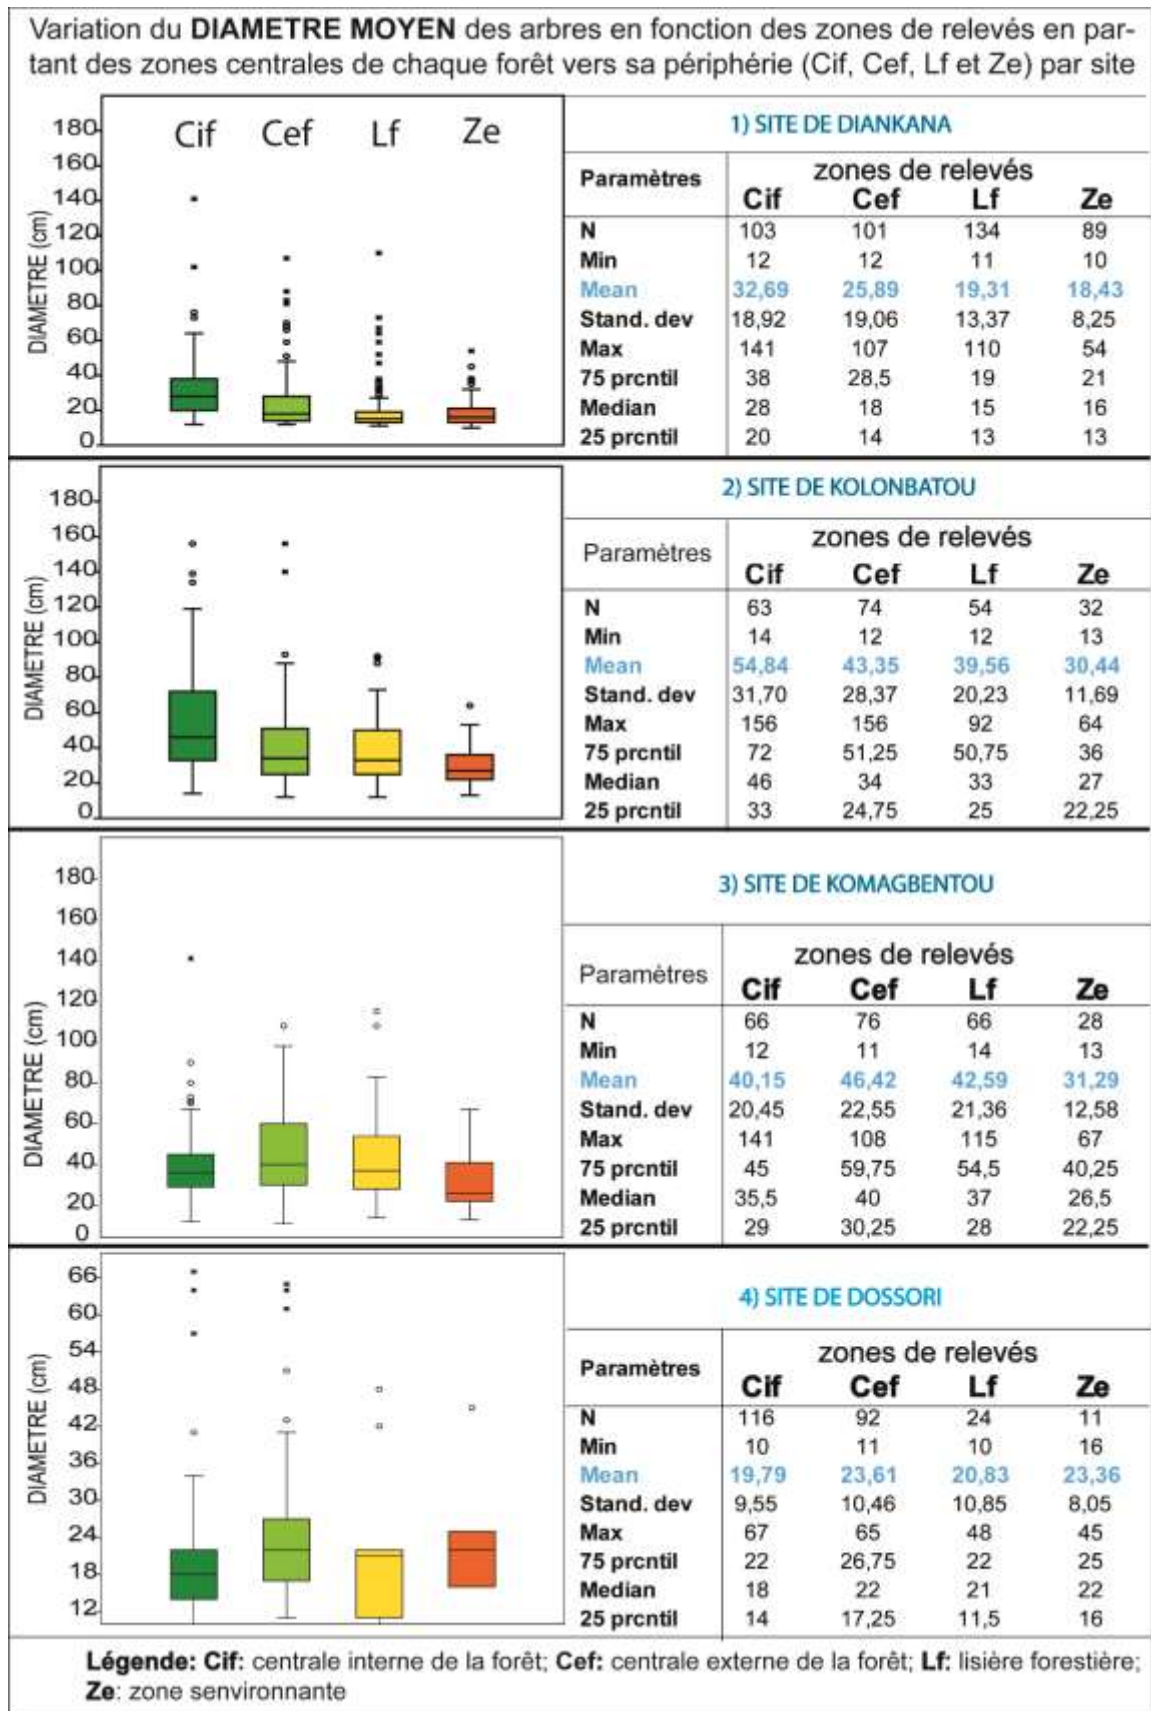 Variation du DIAMETRE MOYEN des arbres en fonction des zones de relevés en par-
tant des zones centrales de chaque forêt vers sa périphérie (Cif, Cef, Lf et Ze) par site
DIAMETRE (cm)
180
160
140
120
100
80
60
40
20
0
Cif Cef Lf Ze
1) SITE DE DIANKANA
Paramètres zones de relevés
Cif Cef Lf Ze
N 103 101 134 89
Min 12 12 11 10
Mean 32,69 25,89 19,31 18,43
Stand. dev 18,92 19,06 13,37 8,25
Max 141 107 110 54
75 prcntil 38 28,5 19 21
Median 28 18 15 16
25 prcntil 20 14 13 13
DIAMETRE (cm)
180
160
140
120
100
80
60
40
20
0
2) SITE DE KOLONBATOU
Paramètres zones de relevés
Cif Cef Lf Ze
N 63 74 54 32
Min 14 12 12 13
Mean 54,84 43,35 39,56 30,44
Stand. dev 31,70 28,37 20,23 11,69
Max 156 156 92 64
75 prcntil 72 51,25 50,75 36
Median 46 34 33 27
25 prcntil 33 24,75 25 22,25
DIAMETRE (cm)
180
160
140
120
100
80
60
40
20
0
3) SITE DE KOMAGBENTOU
Paramètres zones de relevés
Cif Cef Lf Ze
N 66 76 66 28
Min 12 11 14 13
Mean 40,15 46,42 42,59 31,29
Stand. dev 20,45 22,55 21,36 12,58
Max 141 108 115 67
75 prcntil 45 59,75 54,5 40,25
Median 35,5 40 37 26,5
25 prcntil 29 30,25 28 22,25
DIAMETRE (cm)
66
60
54
48
42
36
30
24
18
12
4) SITE DE DOSSORI
Paramètres zones de relevés
Cif Cef Lf Ze
N 116 92 24 11
Min 10 11 10 16
Mean 19,79 23,61 20,83 23,36
Stand. dev 9,55 10,46 10,85 8,05
Max 67 65 48 45
75 prcntil 22 26,75 22 25
Median 18 22 21 22
25 prcntil 14 17,25 11,5 16
Légende: Cif: centrale interne de la forêt; Cef: centrale externe de la forêt; Lf: lisière forestière;
Ze: zone senvironnante